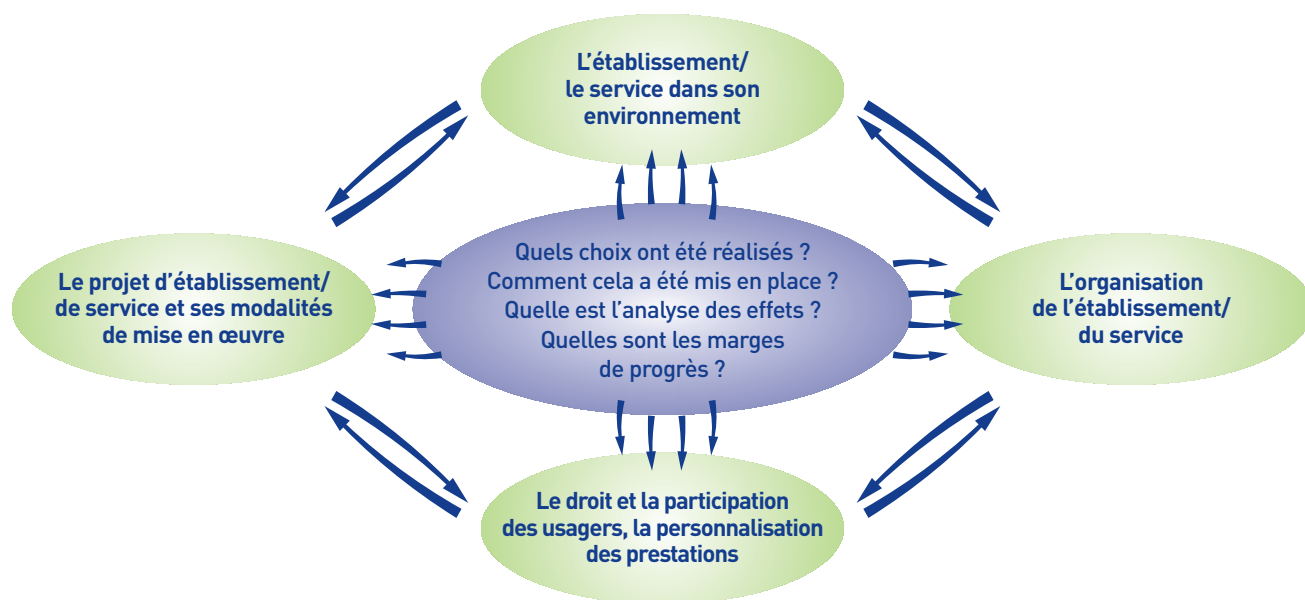 L'établissement/
le service dans son
environnement
Le projet d'établissement/
de service et ses modalités
de mise en œuvre
Quels choix ont été réalisés ?
Comment cela a été mis en place ?
Quelle est l'analyse des effets ?
Quelles sont les marges
de progrès ?
L'organisation
de l'établissement/
du service
Le droit et la participation
des usagers, la personnalisation
des prestations